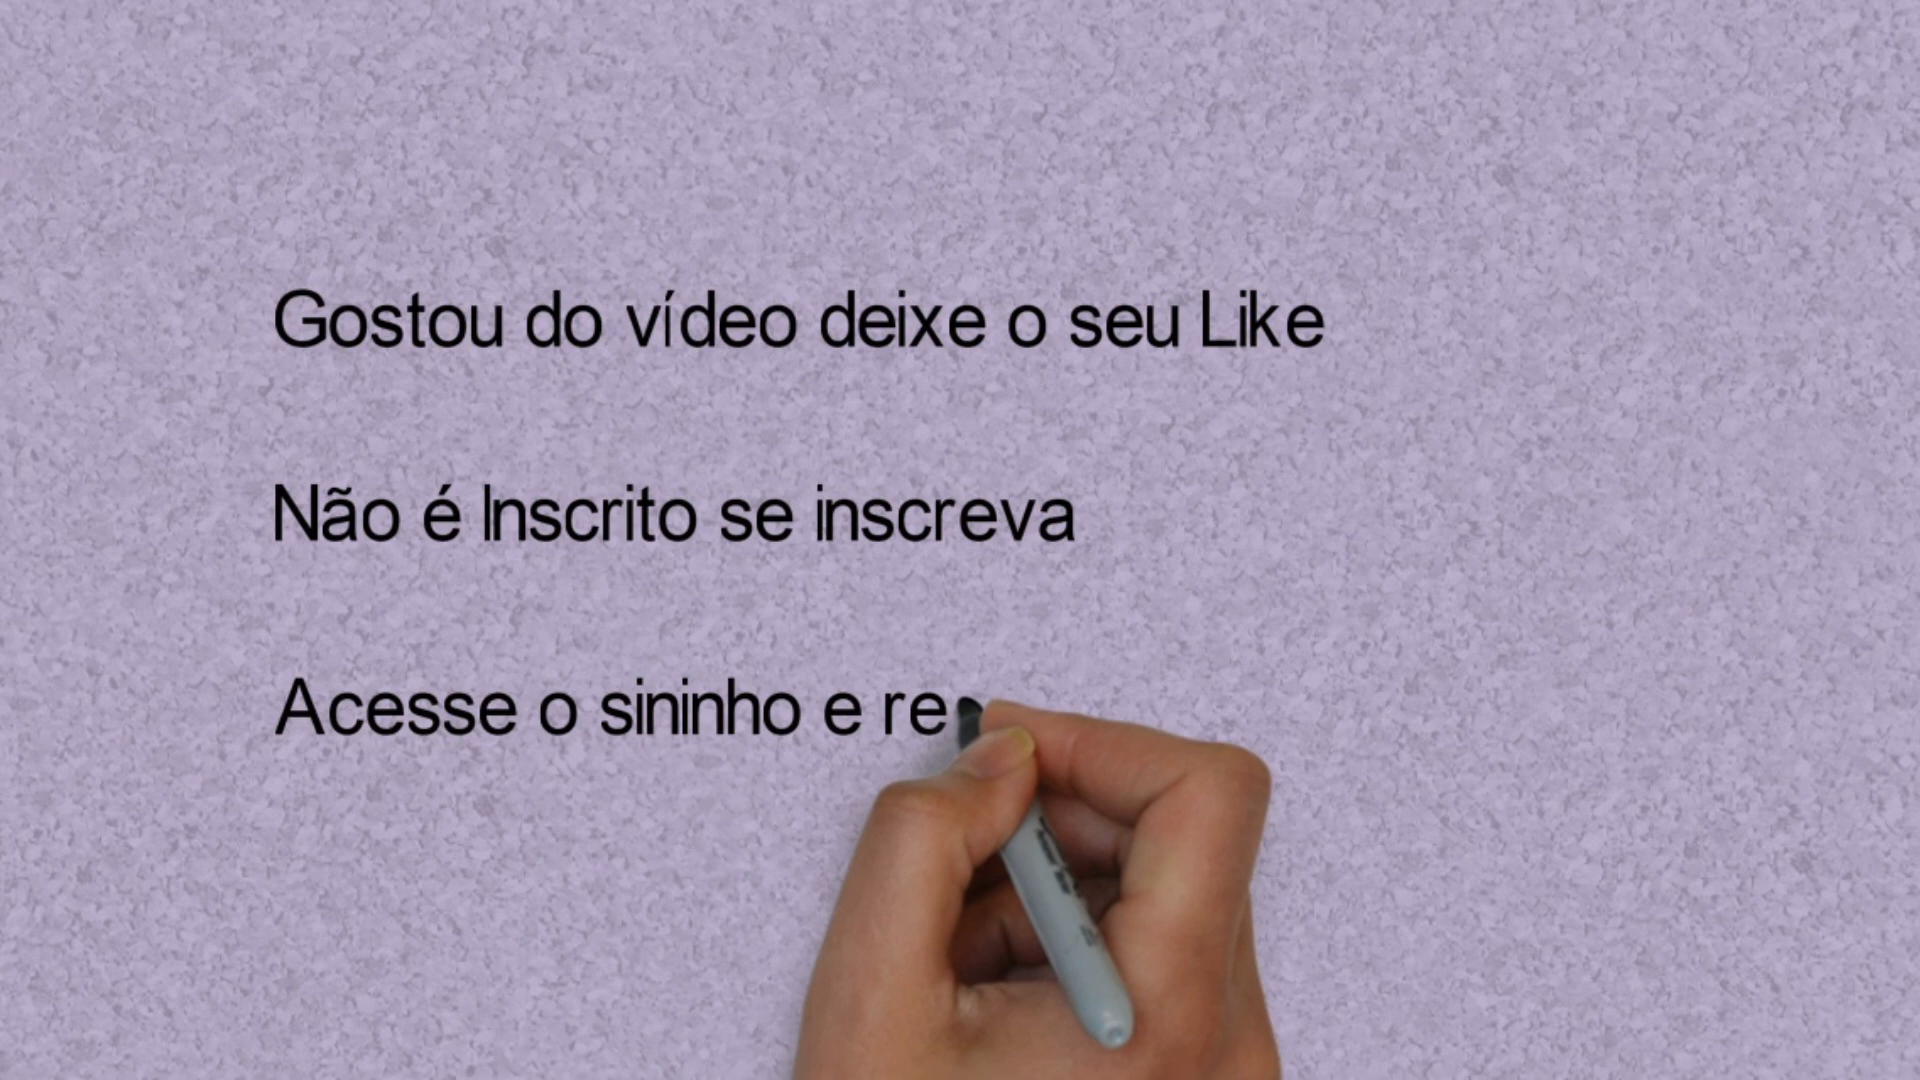 Gostou do vídeo deixe o seu Like
Não é Inscrito se inscreva
Acesse o sininho e re